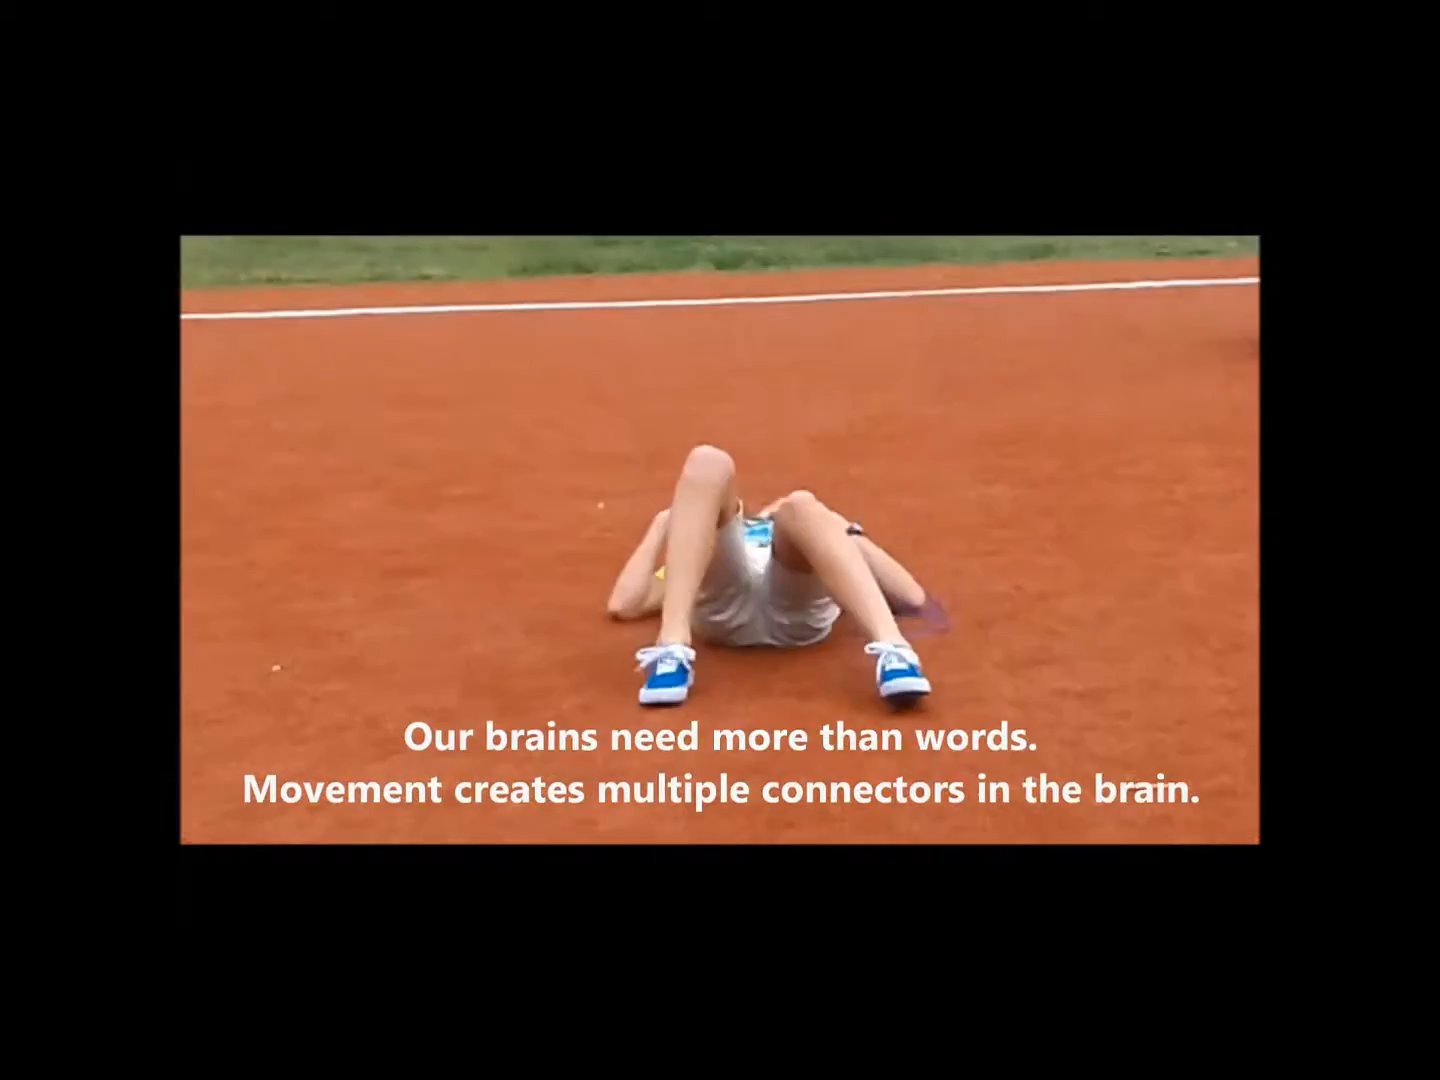 Our brains need more than words.
Movement creates multiple connectors in the brain.